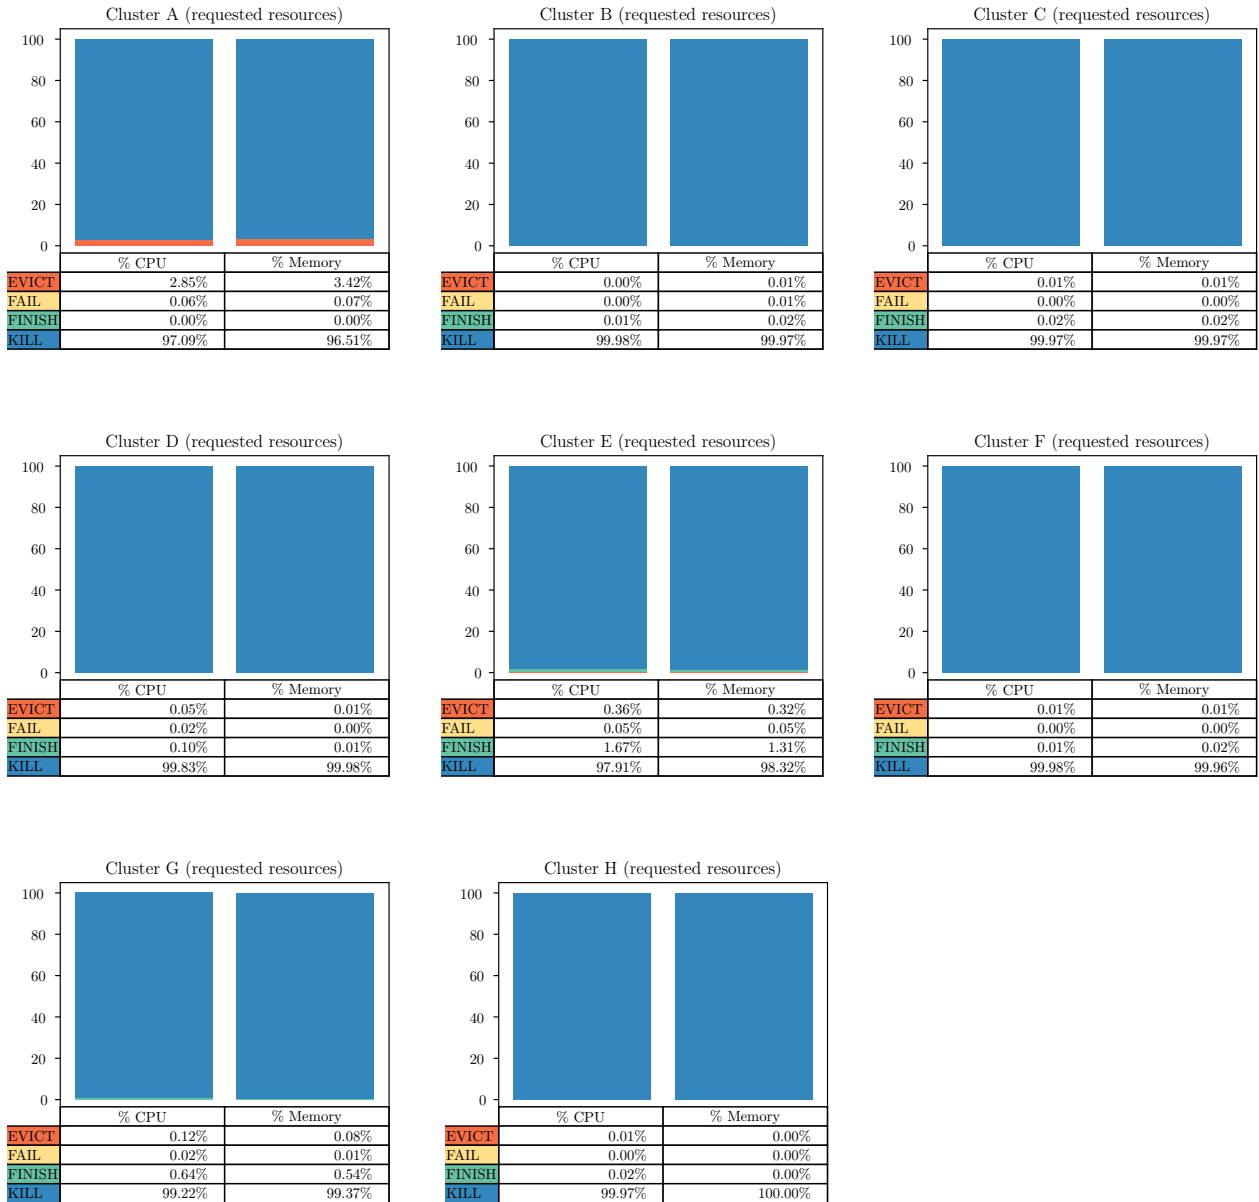 Cluster A (requested resources)
100
80
60
40
20
0
% CPU % Memory
EVICT 2.85% 3.42%
FAIL 0.06% 0.07%
FINISH 0.00% 0.00%
KILL 97.09% 96.51%
Cluster B (requested resources)
100
80
60
40
20
0
% CPU % Memory
EVICT 0.00% 0.01%
FAIL 0.00% 0.01%
FINISH 0.01% 0.02%
KILL 99.98% 99.97%
Cluster C (requested resources)
100
80
60
40
20
0
% CPU % Memory
EVICT 0.01% 0.01%
FAIL 0.00% 0.00%
FINISH 0.02% 0.02%
KILL 99.97% 99.97%
Cluster D (requested resources)
100
80
60
40
20
0
% CPU % Memory
EVICT 0.05% 0.01%
FAIL 0.02% 0.00%
FINISH 0.10% 0.01%
KILL 99.83% 99.98%
Cluster E (requested resources)
100
80
60
40
20
0
% CPU % Memory
EVICT 0.36% 0.32%
FAIL 0.05% 0.05%
FINISH 1.67% 1.31%
KILL 97.91% 98.32%
Cluster F (requested resources)
100
80
60
40
20
0
% CPU % Memory
EVICT 0.01% 0.01%
FAIL 0.00% 0.00%
FINISH 0.01% 0.02%
KILL 99.98% 99.96%
Cluster G (requested resources)
100
80
60
40
20
0
% CPU % Memory
EVICT 0.12% 0.08%
FAIL 0.02% 0.01%
FINISH 0.64% 0.54%
KILL 99.22% 99.37%
Cluster H (requested resources)
100
80
60
40
20
0
% CPU % Memory
EVICT 0.01% 0.00%
FAIL 0.00% 0.00%
FINISH 0.02% 0.00%
KILL 99.97% 100.00%